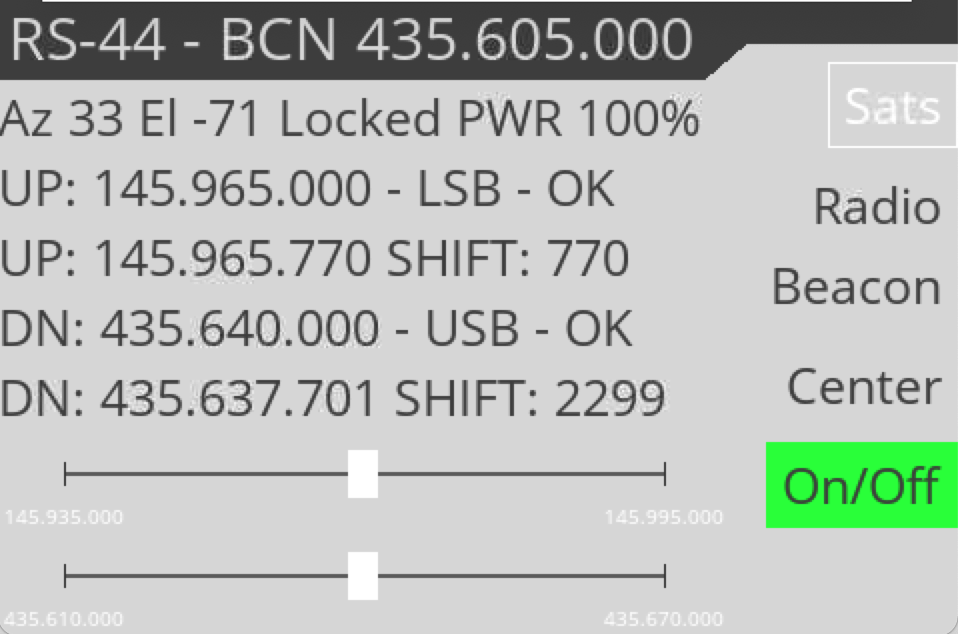 RS-44 - BCN 435.605.000
Sats
Az 33 El -71 Locked PWR 100%
UP: 145.965.000 - LSB - OK
Radio
UP: 145.965.770 SHIFT: 770
Beacon
DN: 435.640.000 - USB - OK
DN: 435.637.701 SHIFT: 2299
Center
On/Off
145.935.000 145.995.000
435.610.000 435.670.000